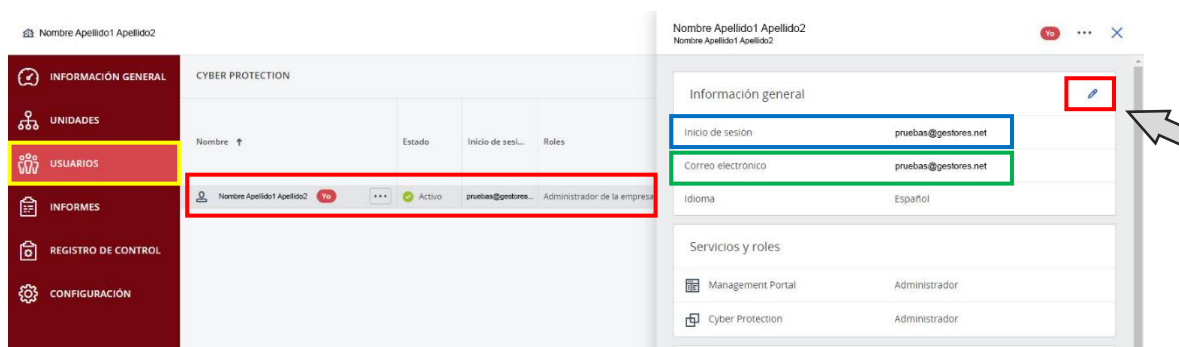 Nombre Apellido1 Apellido2
INFORMACIÓN GENERAL
UNIDADES
USUARIOS
INFORMES
REGISTRO DE CONTROL
CONFIGURACIÓN
CYBER PROTECTION
Nombre ↑ Estado Inicio de sesi... Roles
Nombre Apellido1 Apellido2 Yo ... Activo pruebas@gestores... Administrador de la empresa
Nombre Apellido1 Apellido2
Nombre Apellido1 Apellido2
Yo ...
Información general
Inicio de sesión pruebas@gestores.net
Correo electrónico pruebas@gestores.net
Idioma Español
Servicios y roles
Management Portal Administrador
Cyber Protection Administrador